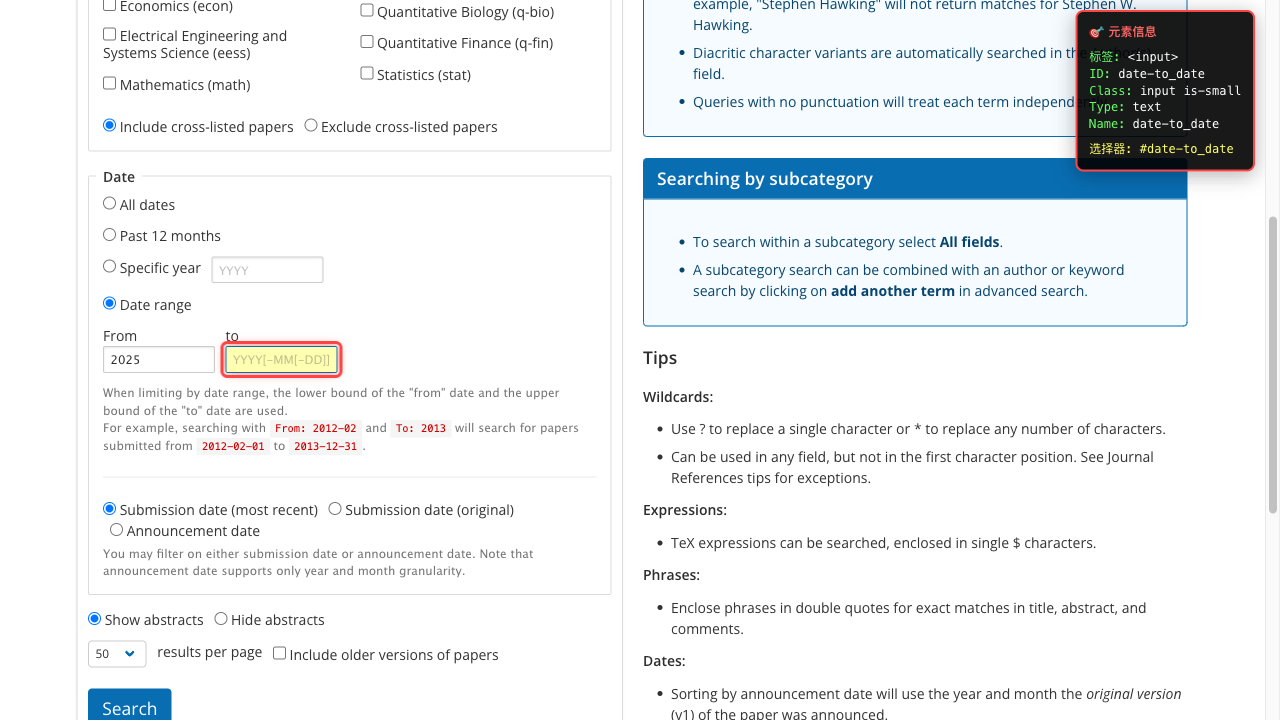 Economics (econ)
Electrical Engineering and
Systems Science (eess)
Mathematics (math)
Quantitative Biology (q-bio)
Quantitative Finance (q-fin)
Statistics (stat)
Include cross-listed papers
Exclude cross-listed papers
Date
All dates
Past 12 months
Specific year
YYYY
Date range
From
to
2025
YYYY[-MM[-DD]]
When limiting by date range, the lower bound of the "from" date and the upper
bound of the "to" date are used.
For example, searching with From: 2012-02 and To: 2013 will search for papers
submitted from 2012-02-01 to 2013-12-31.
Submission date (most recent)
Submission date (original)
Announcement date
You may filter on either submission date or announcement date. Note that
announcement date supports only year and month granularity.
Show abstracts
Hide abstracts
50
results per page
Include older versions of papers
Search
example, "Stephen Hawking" will not return matches for Stephen W.
Hawking.
Diacritic character variants are automatically searched in the
field.
Queries with no punctuation will treat each term
Searching by subcategory
To search within a subcategory select All fields.
A subcategory search can be combined with an author or keyword
search by clicking on add another term in advanced search.
Tips
Wildcards:
Use ? to replace a single character or * to replace any number of characters.
Can be used in any field, but not in the first character position. See Journal
References tips for exceptions.
Expressions:
TeX expressions can be searched, enclosed in single $ characters.
Phrases:
Enclose phrases in double quotes for exact matches in title, abstract, and
comments.
Dates:
Sorting by announcement date will use the year and month the original version
(v1) of the paper was announced.
🎯 元素信息
标签: <input>
ID: date-to_date
Class: input is-small
Type: text
Name: date-to_date
选择器: #date-to_date